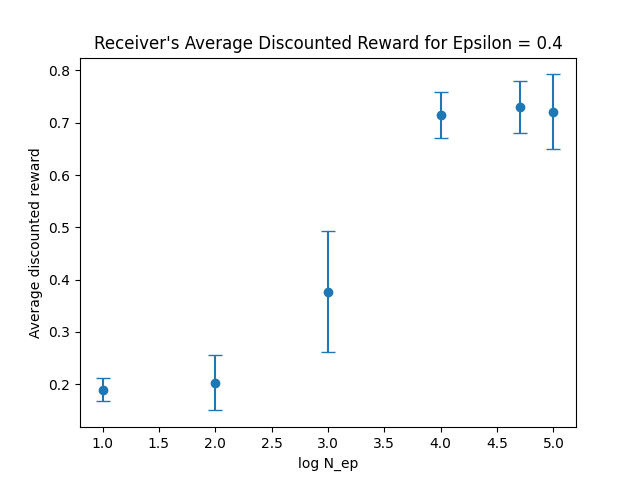 Receiver's Average Discounted Reward for Epsilon = 0.4
0.8
0.7
0.6
0.5
0.4
0.3
0.2
Average discounted reward
1.0 1.5 2.0 2.5 3.0 3.5 4.0 4.5 5.0
log N_ep